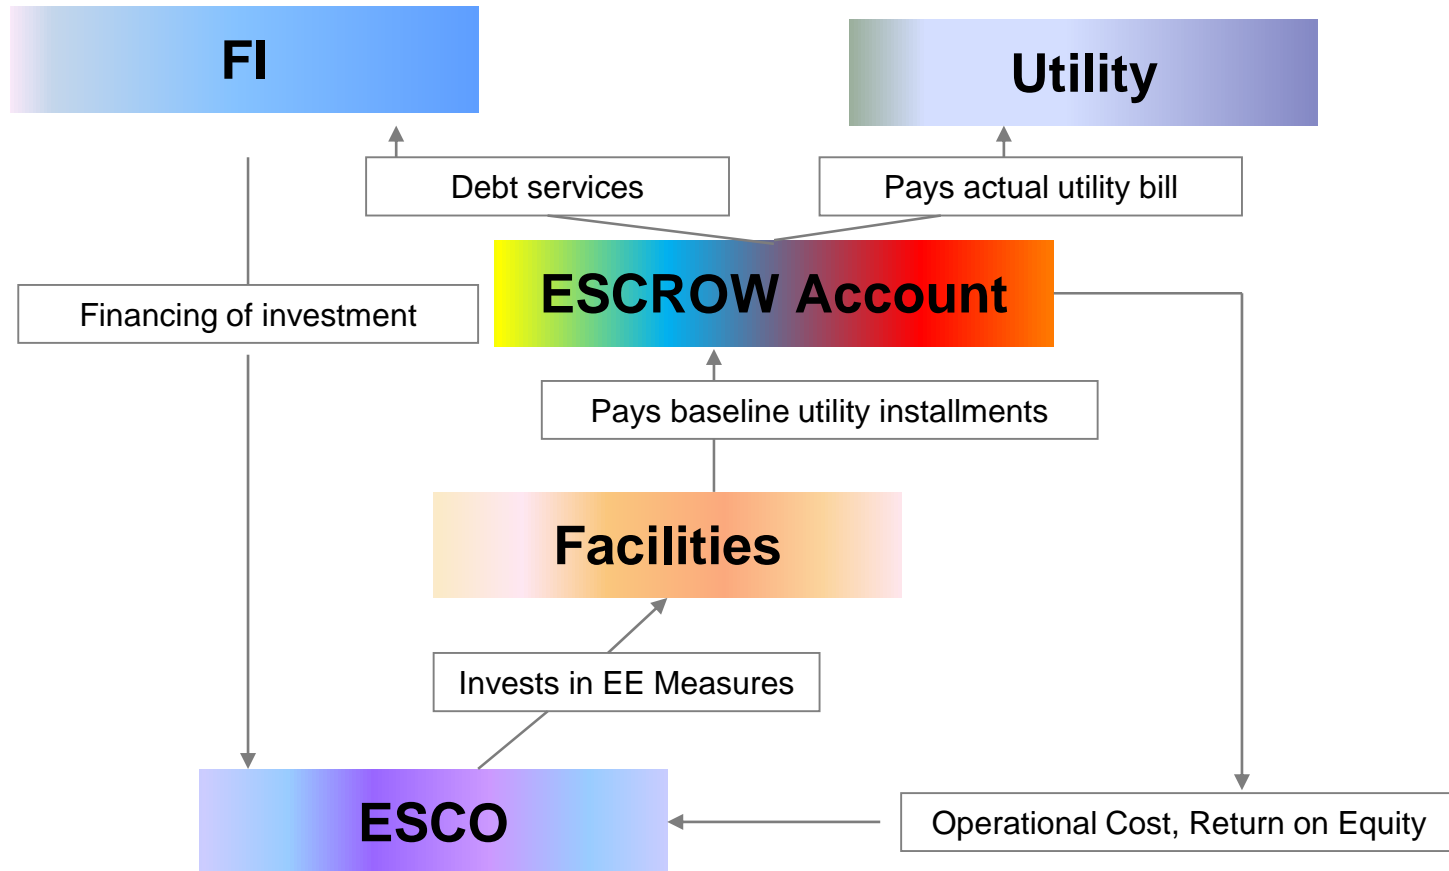 FI
Utility
Debt services
Pays actual utility bill
ESCROW Account
Financing of investment
Pays baseline utility installments
Facilities
Invests in EE Measures
ESCO
Operational Cost, Return on Equity